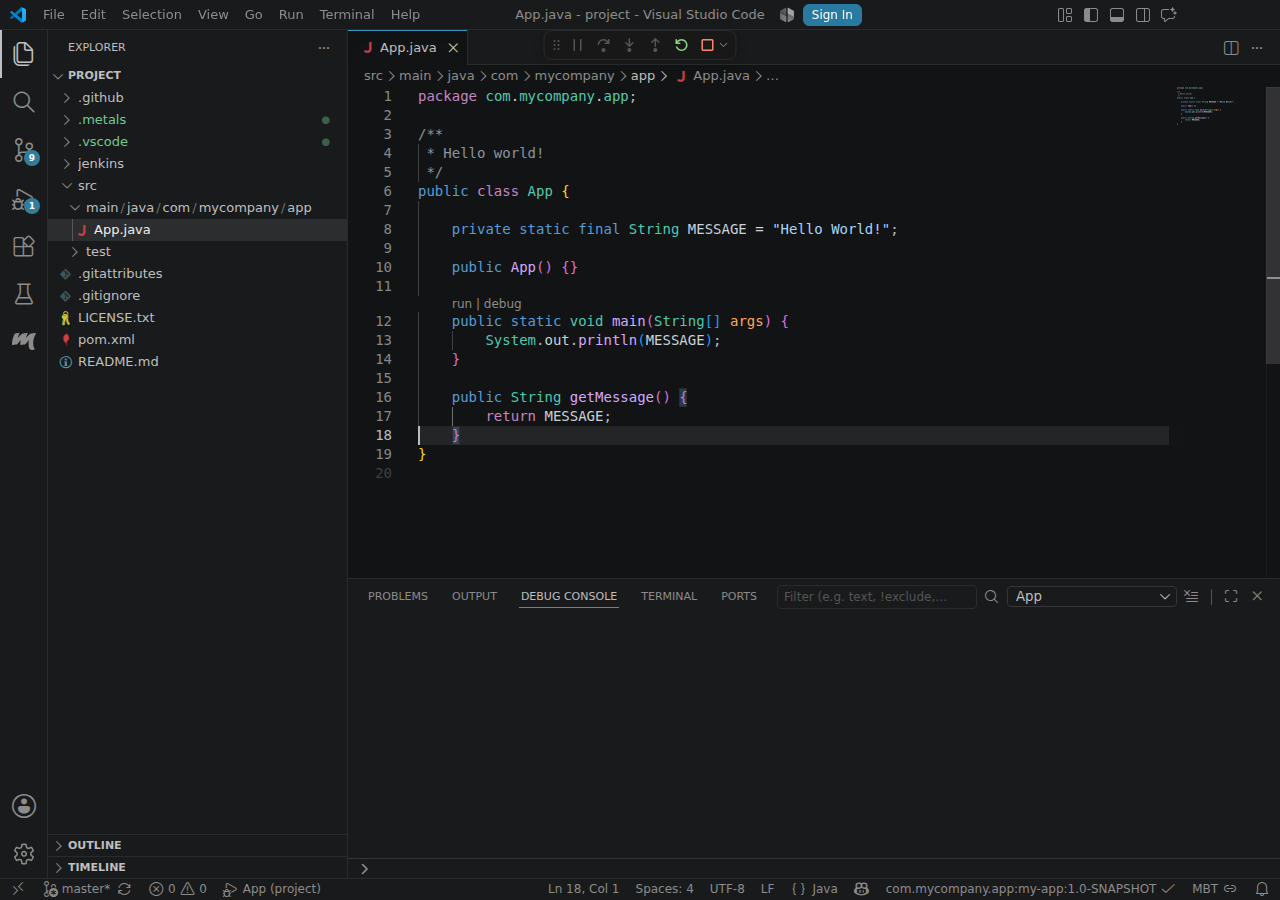 File Edit Selection View Go Run Terminal Help
App.java - project - Visual Studio Code
Sign In
EXPLORER
PROJECT
.github
.metals
.vscode
jenkins
src
main/java/com/mycompany/app
App.java
test
.gitattributes
.gitignore
LICENSE.txt
pom.xml
README.md
OUTLINE
TIMELINE
9
1
App.java
src > main > java > com > mycompany > app > App.java > ...
1 package com.mycompany.app;
2
3 /**
4  * Hello world!
5  */
6 public class App {
7
8     private static final String MESSAGE = "Hello World!";
9
10     public App() {}
11
run | debug
12     public static void main(String[] args) {
13         System.out.println(MESSAGE);
14     }
15
16     public String getMessage() {
17         return MESSAGE;
18     }
19 }
20
PROBLEMS OUTPUT DEBUG CONSOLE TERMINAL PORTS
Filter (e.g. text, !exclude,...
App
master* 0 0 App (project)
Ln 18, Col 1 Spaces: 4 UTF-8 LF { } Java com.mycompany.app:my-app:1.0-SNAPSHOT MBT